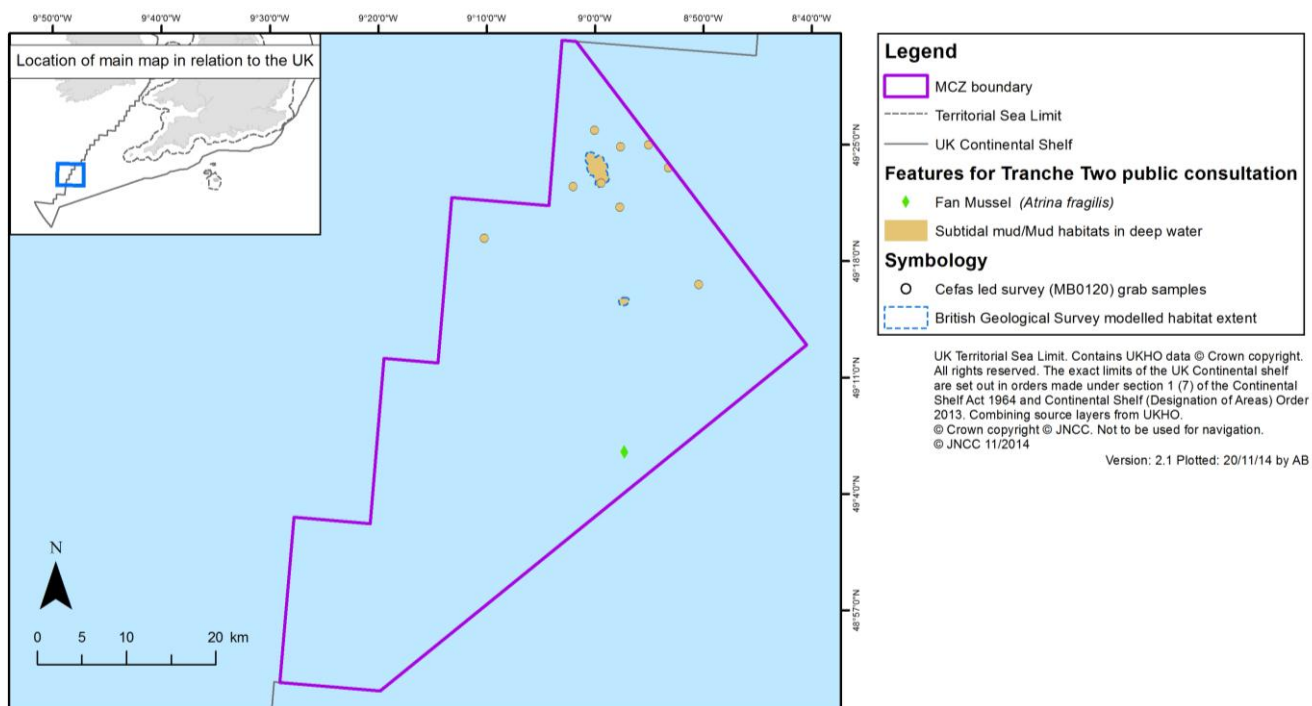 9°50'0"W
9°40'0"W
9°30'0"W
9°20'0"W
9°10'0"W
9°0'0"W
8°50'0"W
8°40'0"W
Location of main map in relation to the UK
49°25'0"N
49°18'0"N
49°11'0"N
49°4'0"N
48°57'0"N
N
0 5 10 20 km
Legend
MCZ boundary
Territorial Sea Limit
UK Continental Shelf
Features for Tranche Two public consultation
Fan Mussel (Atrina fragilis)
Subtidal mud/Mud habitats in deep water
Symbology
Cefas led survey (MB0120) grab samples
British Geological Survey modelled habitat extent
UK Territorial Sea Limit. Contains UKHO data © Crown copyright.
All rights reserved. The exact limits of the UK Continental shelf
are set out in orders made under section 1 (7) of the Continental
Shelf Act 1964 and Continental Shelf (Designation of Areas) Order
2013. Combining source layers from UKHO.
© Crown copyright © JNCC. Not to be used for navigation.
© JNCC 11/2014
Version: 2.1 Plotted: 20/11/14 by AB